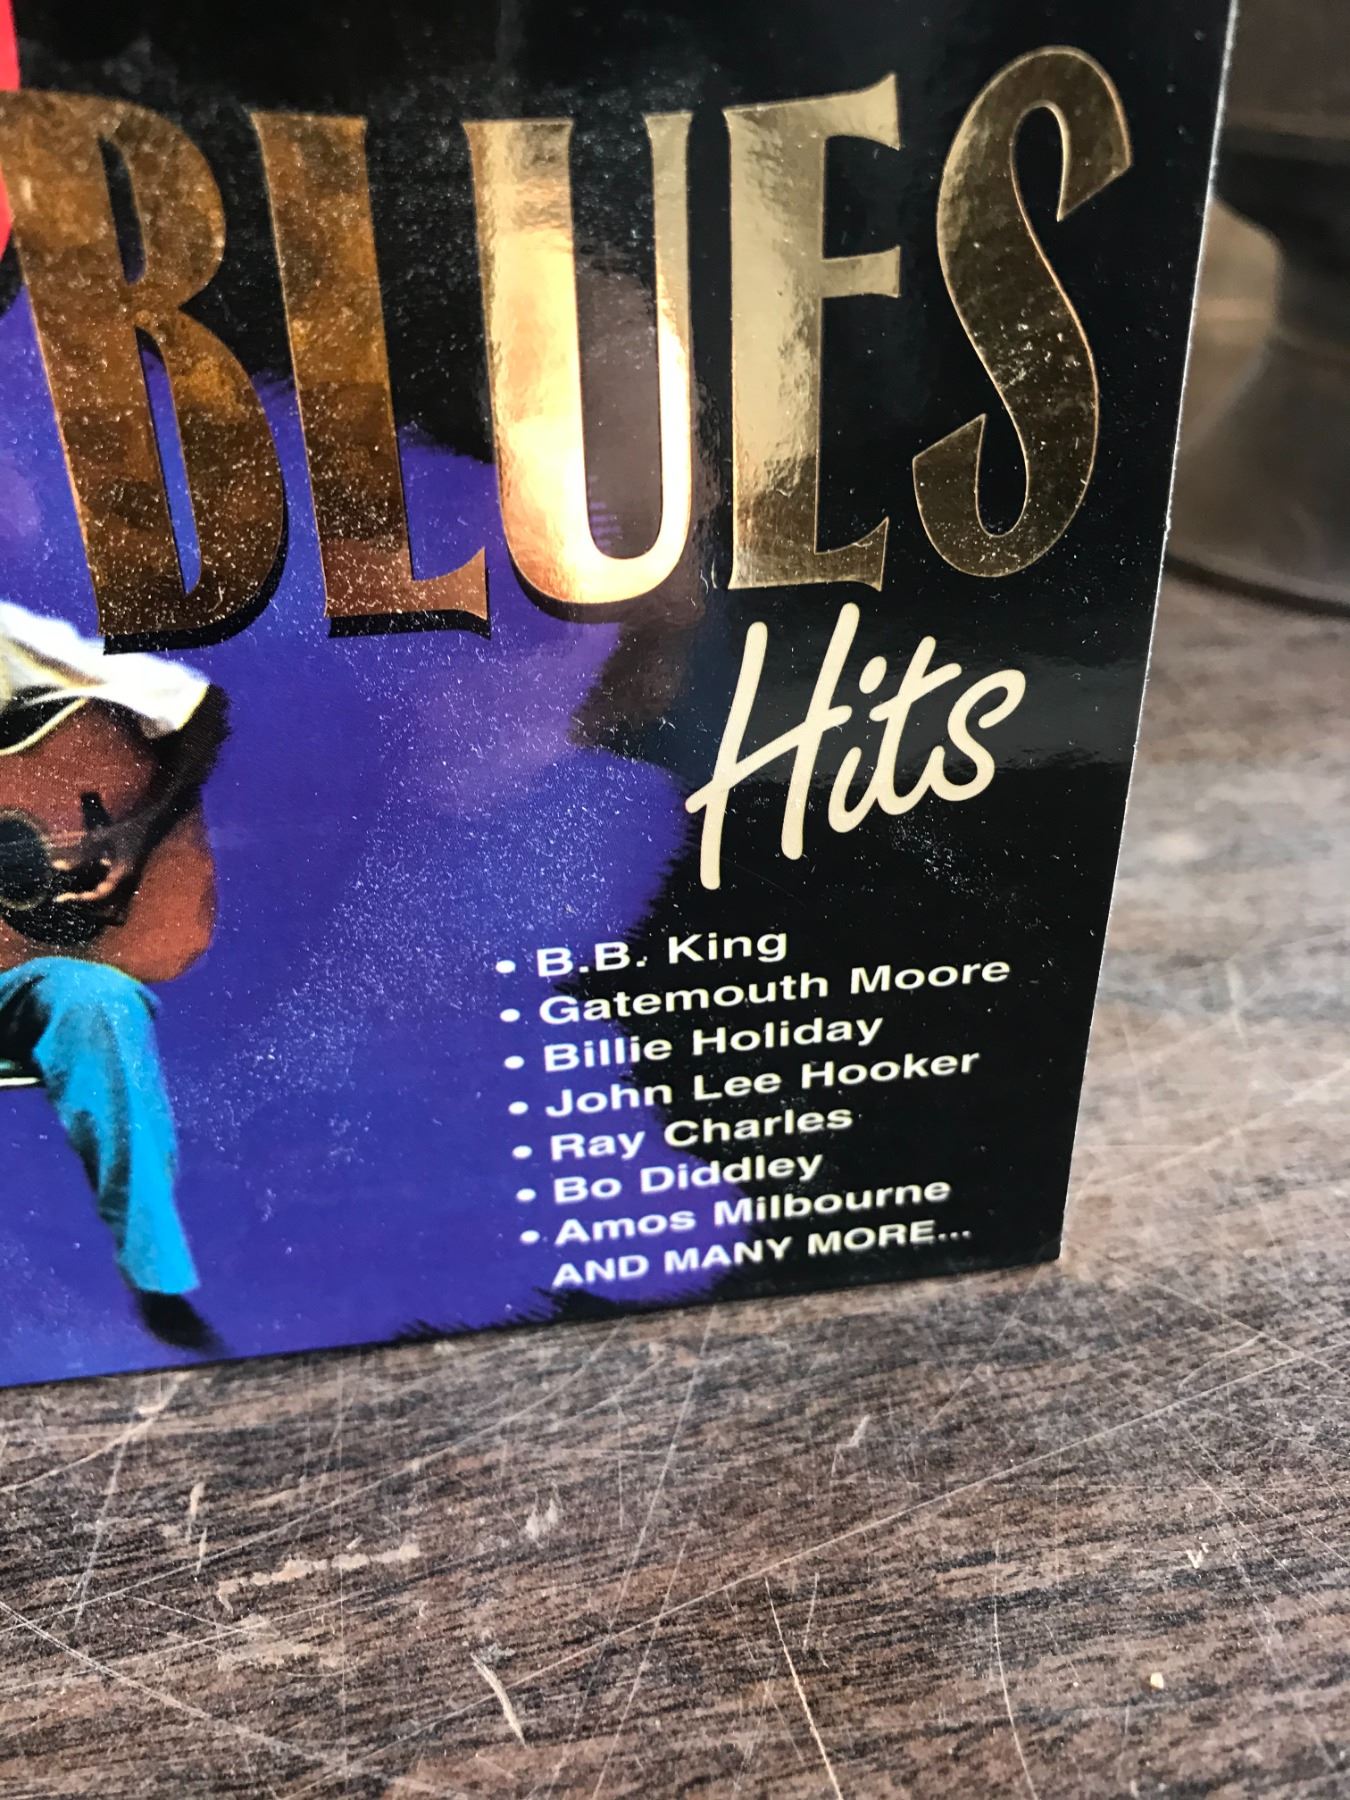 BLUES
Hits
• B.B. King
• Gatemouth Moore
• Billie Holiday
• John Lee Hooker
• Ray Charles
• Bo Diddley
• Amos Milbourne
AND MANY MORE...